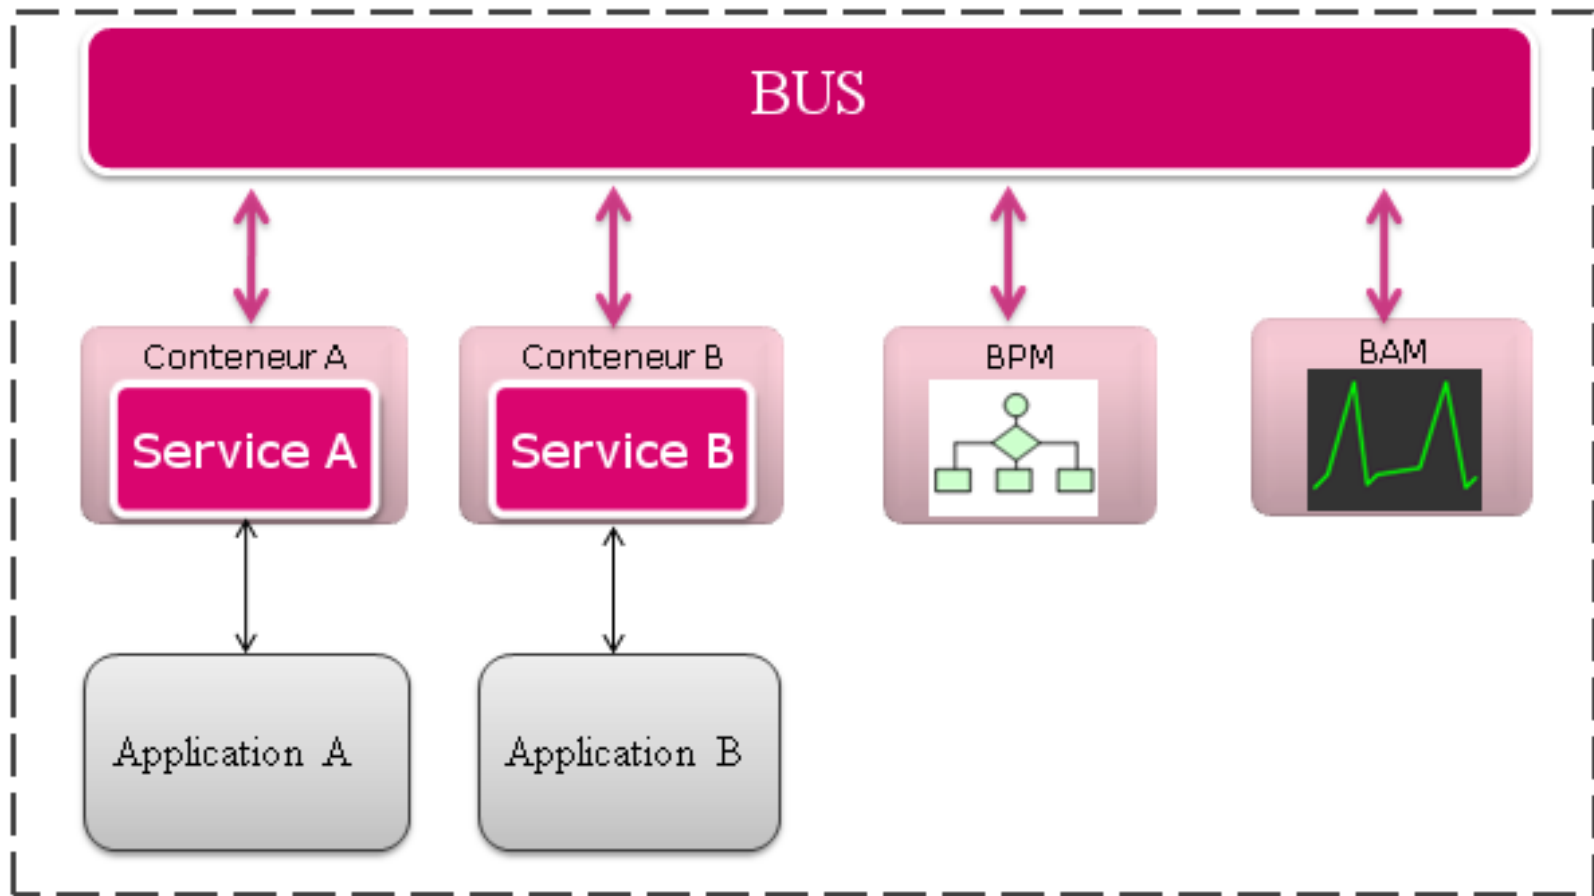 BUS
Conteneur A
Conteneur B
BPM
BAM
Service A
Service B
Application A
Application B